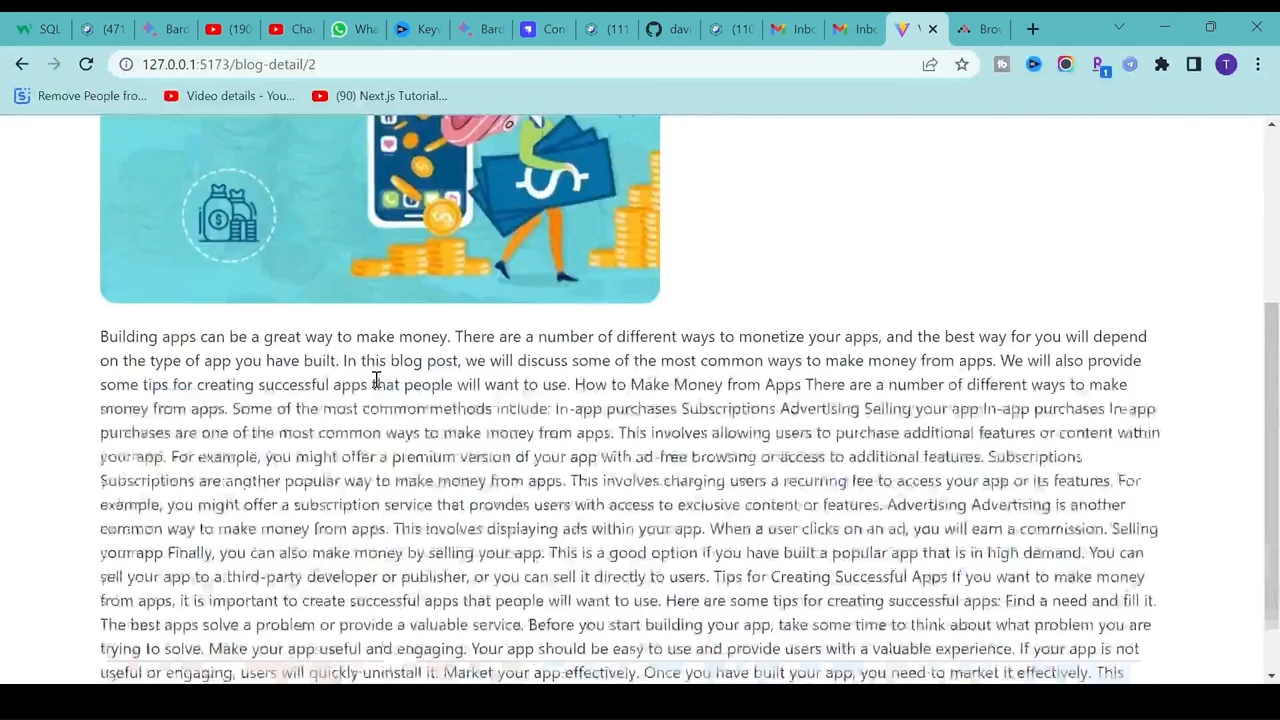 SQL (471 Bard (190 Cha Wha Keyv Bard Con (111 davi (110 Inbo Inbo V Brov
127.0.0.1:5173/blog-detail/2
1 T
Remove People fro... Video details - You... (90) Next.js Tutorial...
Building apps can be a great way to make money. There are a number of different ways to monetize your apps, and the best way for you will depend
on the type of app you have built. In this blog post, we will discuss some of the most common ways to make money from apps. We will also provide
some tips for creating successful apps that people will want to use. How to Make Money from Apps There are a number of different ways to make
money from apps. Some of the most common methods include: In-app purchases Subscriptions Advertising Selling your app In-app purchases In-app
purchases are one of the most common ways to make money from apps. This involves allowing users to purchase additional features or content within
your app. For example, you might offer a premium version of your app with ad-free browsing or access to additional features. Subscriptions
Subscriptions are another popular way to make money from apps. This involves charging users a recurring fee to access your app or its features. For
example, you might offer a subscription service that provides users with access to exclusive content or features. Advertising Advertising is another
common way to make money from apps. This involves displaying ads within your app. When a user clicks on an ad, you will earn a commission. Selling
your app Finally, you can also make money by selling your app. This is a good option if you have built a popular app that is in high demand. You can
sell your app to a third-party developer or publisher, or you can sell it directly to users. Tips for Creating Successful Apps If you want to make money
from apps, it is important to create successful apps that people will want to use. Here are some tips for creating successful apps: Find a need and fill it.
The best apps solve a problem or provide a valuable service. Before you start building your app, take some time to think about what problem you are
trying to solve. Make your app useful and engaging. Your app should be easy to use and provide users with a valuable experience. If your app is not
useful or engaging, users will quickly uninstall it. Market your app effectively. Once you have built your app, you need to market it effectively. This